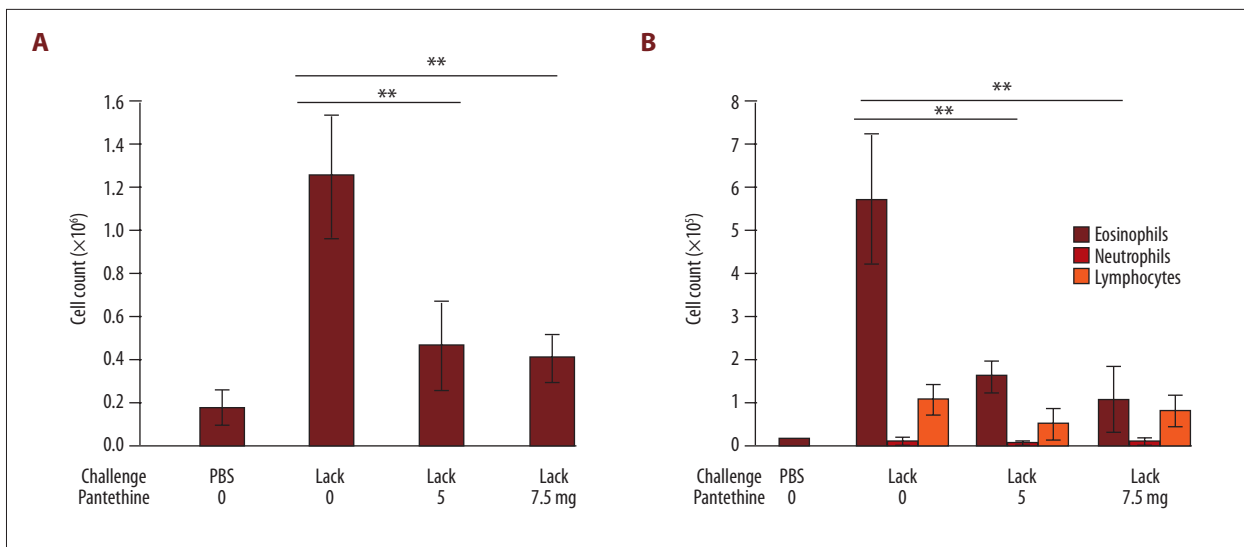 A
**
**
1.6
1.4
1.2
1.0
0.8
0.6
0.4
0.2
0.0
Cell count (×10⁶)
Challenge PBS Lack Lack Lack
Pantethine 0 0 5 7.5 mg
B
**
**
8
7
6
5
4
3
2
1
0
Cell count (×10⁵)
Eosinophils
Neutrophils
Lymphocytes
Challenge PBS Lack Lack Lack
Pantethine 0 0 5 7.5 mg